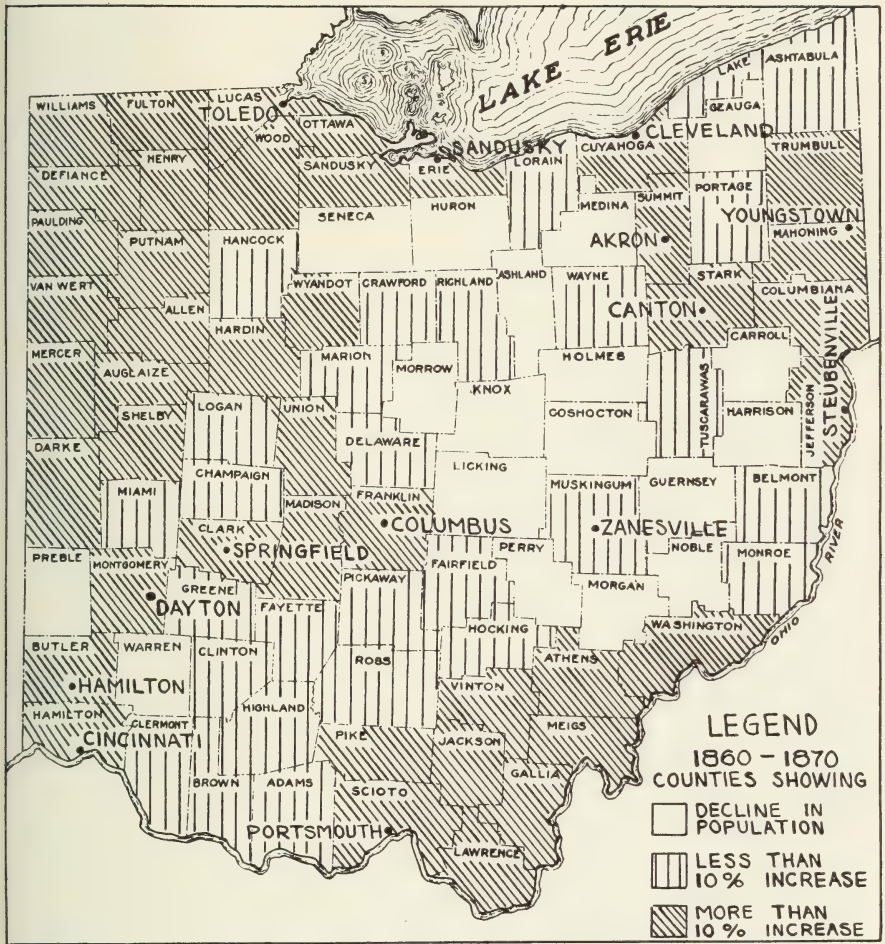 LAKE ERIE
LAKE
ASHTABULA
GEAUGA
WILLIAMS
FULTON
LUCAS
TOLEDO
OTTAWA
WOOD
SANDUSKY
CLEVELAND
CUYAHOGA
TRUMBULL
HENRY
DEFIANCE
SANDUSKY
ERIE
LORAIN
MEDINA
SUMMIT
PORTAGE
HURON
SENECA
YOUNGSTOWN
MAHONING
PAULDING
PUTNAM
HANCOCK
AKRON
ASHLAND
VAN WERT
WYANDOT
CRAWFORD
RICHLAND
WAYNE
STARK
COLUMBIANA
ALLEN
CANTON
HARDIN
CARROLL
MERCER
MARION
HOLMES
AUGLAIZE
MORROW
TUSCARAWAS
STEUBENVILLE
JEFFERSON
KNOX
SHELBY
LOGAN
UNION
COSHOCTON
HARRISON
DARKE
DELAWARE
LICKING
CHAMPAIGN
MIAMI
MUSKINGUM
GUERNSEY
BELMONT
MADISON
FRANKLIN
COLUMBUS
CLARK
SPRINGFIELD
ZANESVILLE
PERRY
NOBLE
MONROE
PREBLE
MONTGOMERY
FAIRFIELD
PICKAWAY
GREENE
DAYTON
FAYETTE
MORGAN
WASHINGTON
OHIO RIVER
HOCKING
BUTLER
WARREN
CLINTON
ROSS
ATHENS
HAMILTON
VINTON
HIGHLAND
HAMILTON
CLERMONT
CINCINNATI
PIKE
JACKSON
MEIGS
GALLIA
BROWN
ADAMS
SCIOTO
PORTSMOUTH
LAWRENCE
LEGEND
1860 - 1870
COUNTIES SHOWING
DECLINE IN
POPULATION
LESS THAN
10% INCREASE
MORE THAN
10% INCREASE